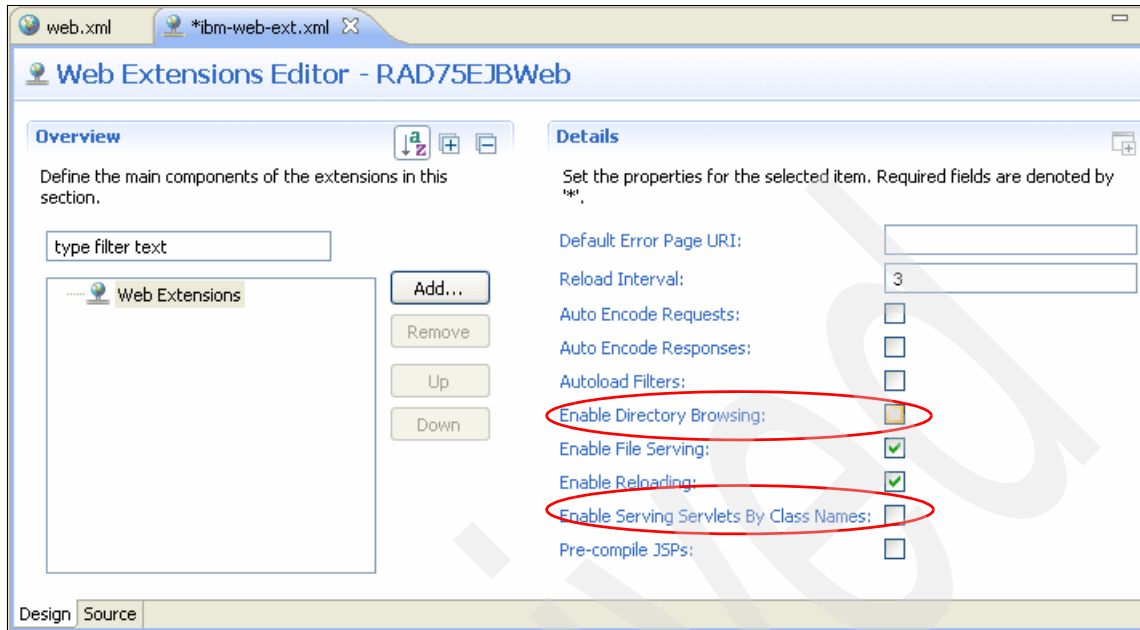 web.xml
*ibm-web-ext.xml
Web Extensions Editor - RAD75EJBWeb
Overview
Define the main components of the extensions in this
section.
type filter text
Web Extensions
Add...
Remove
Up
Down
Details
Set the properties for the selected item. Required fields are denoted by
'*'.
Default Error Page URI:
Reload Interval: 3
Auto Encode Requests:
Auto Encode Responses:
Autoload Filters:
Enable Directory Browsing:
Enable File Serving:
Enable Reloading:
Enable Serving Servlets By Class Names:
Pre-compile JSPs:
Design Source